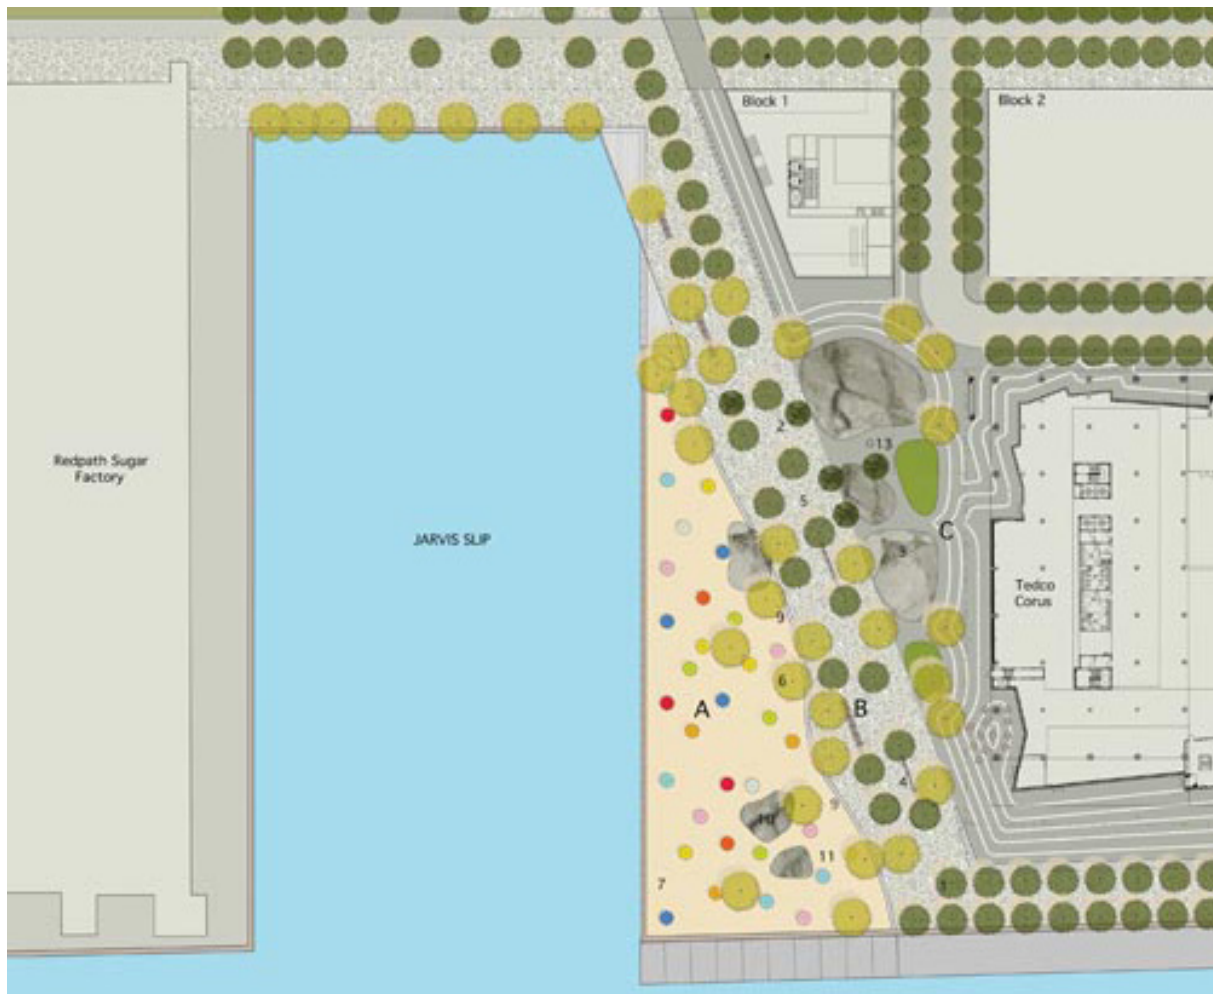 Block 1
Block 2
2
13
Redpath Sugar
Factory
5
C
JARVIS SLIP
3
Tedco
Corus
9
6
A
B
4
9
10
11
7